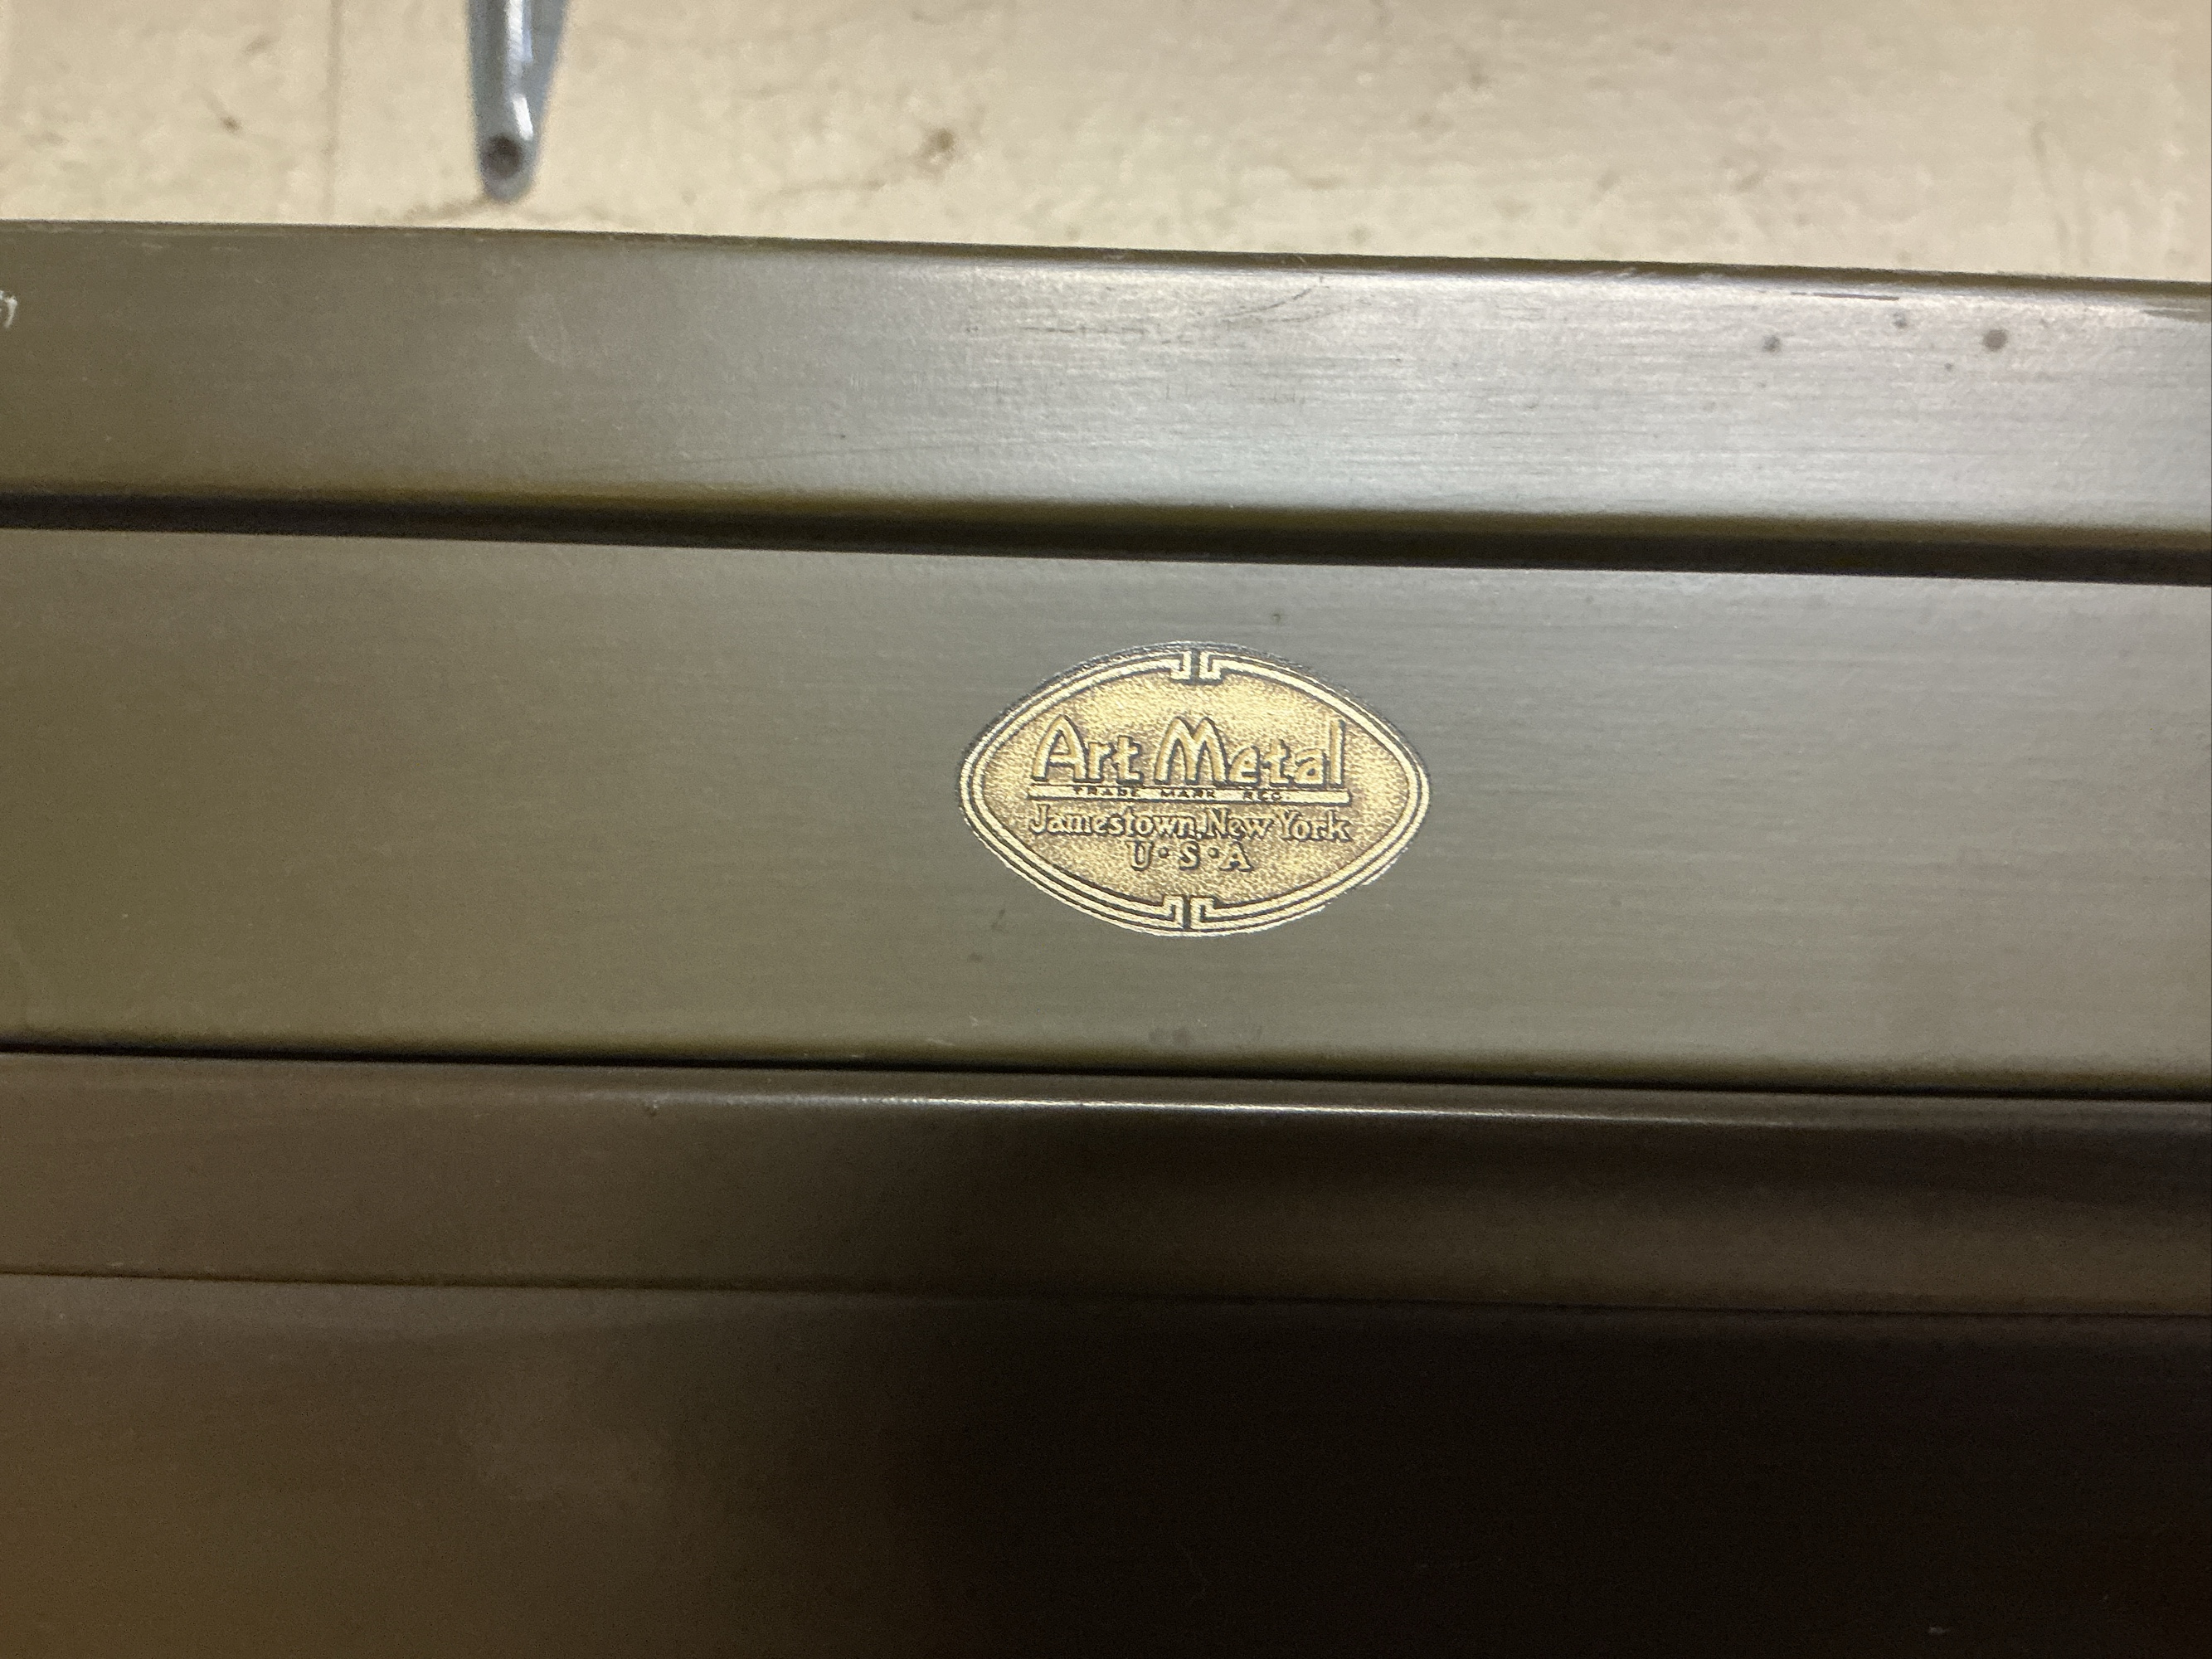 Art Metal
TRADE MARK REG.
Jamestown, New York
U·S·A